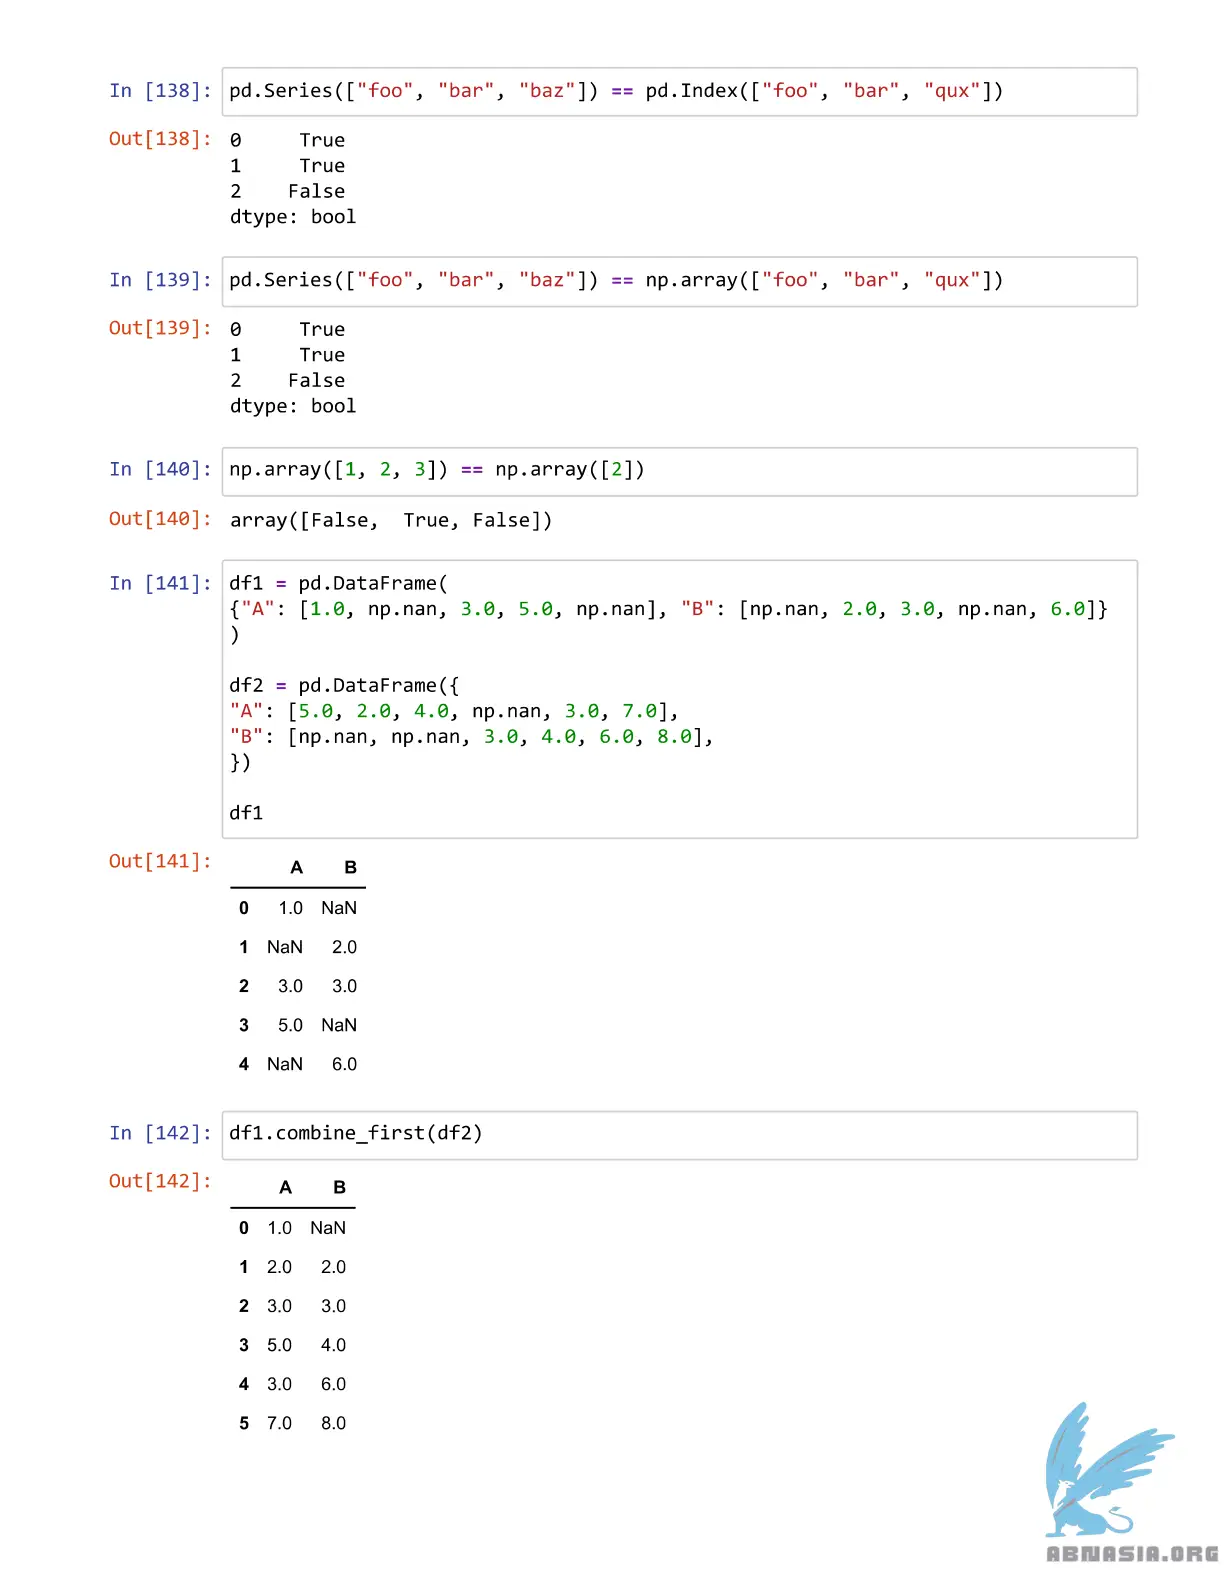 In [138]: pd.Series(["foo", "bar", "baz"]) == pd.Index(["foo", "bar", "qux"])
Out[138]: 0     True
1     True
2    False
dtype: bool
In [139]: pd.Series(["foo", "bar", "baz"]) == np.array(["foo", "bar", "qux"])
Out[139]: 0     True
1     True
2    False
dtype: bool
In [140]: np.array([1, 2, 3]) == np.array([2])
Out[140]: array([False,  True, False])
In [141]: df1 = pd.DataFrame(
{"A": [1.0, np.nan, 3.0, 5.0, np.nan], "B": [np.nan, 2.0, 3.0, np.nan, 6.0]}
)
df2 = pd.DataFrame({
"A": [5.0, 2.0, 4.0, np.nan, 3.0, 7.0],
"B": [np.nan, np.nan, 3.0, 4.0, 6.0, 8.0],
})
df1
Out[141]: A B
0 1.0 NaN
1 NaN 2.0
2 3.0 3.0
3 5.0 NaN
4 NaN 6.0
In [142]: df1.combine_first(df2)
Out[142]: A B
0 1.0 NaN
1 2.0 2.0
2 3.0 3.0
3 5.0 4.0
4 3.0 6.0
5 7.0 8.0
ABNASIA.ORG